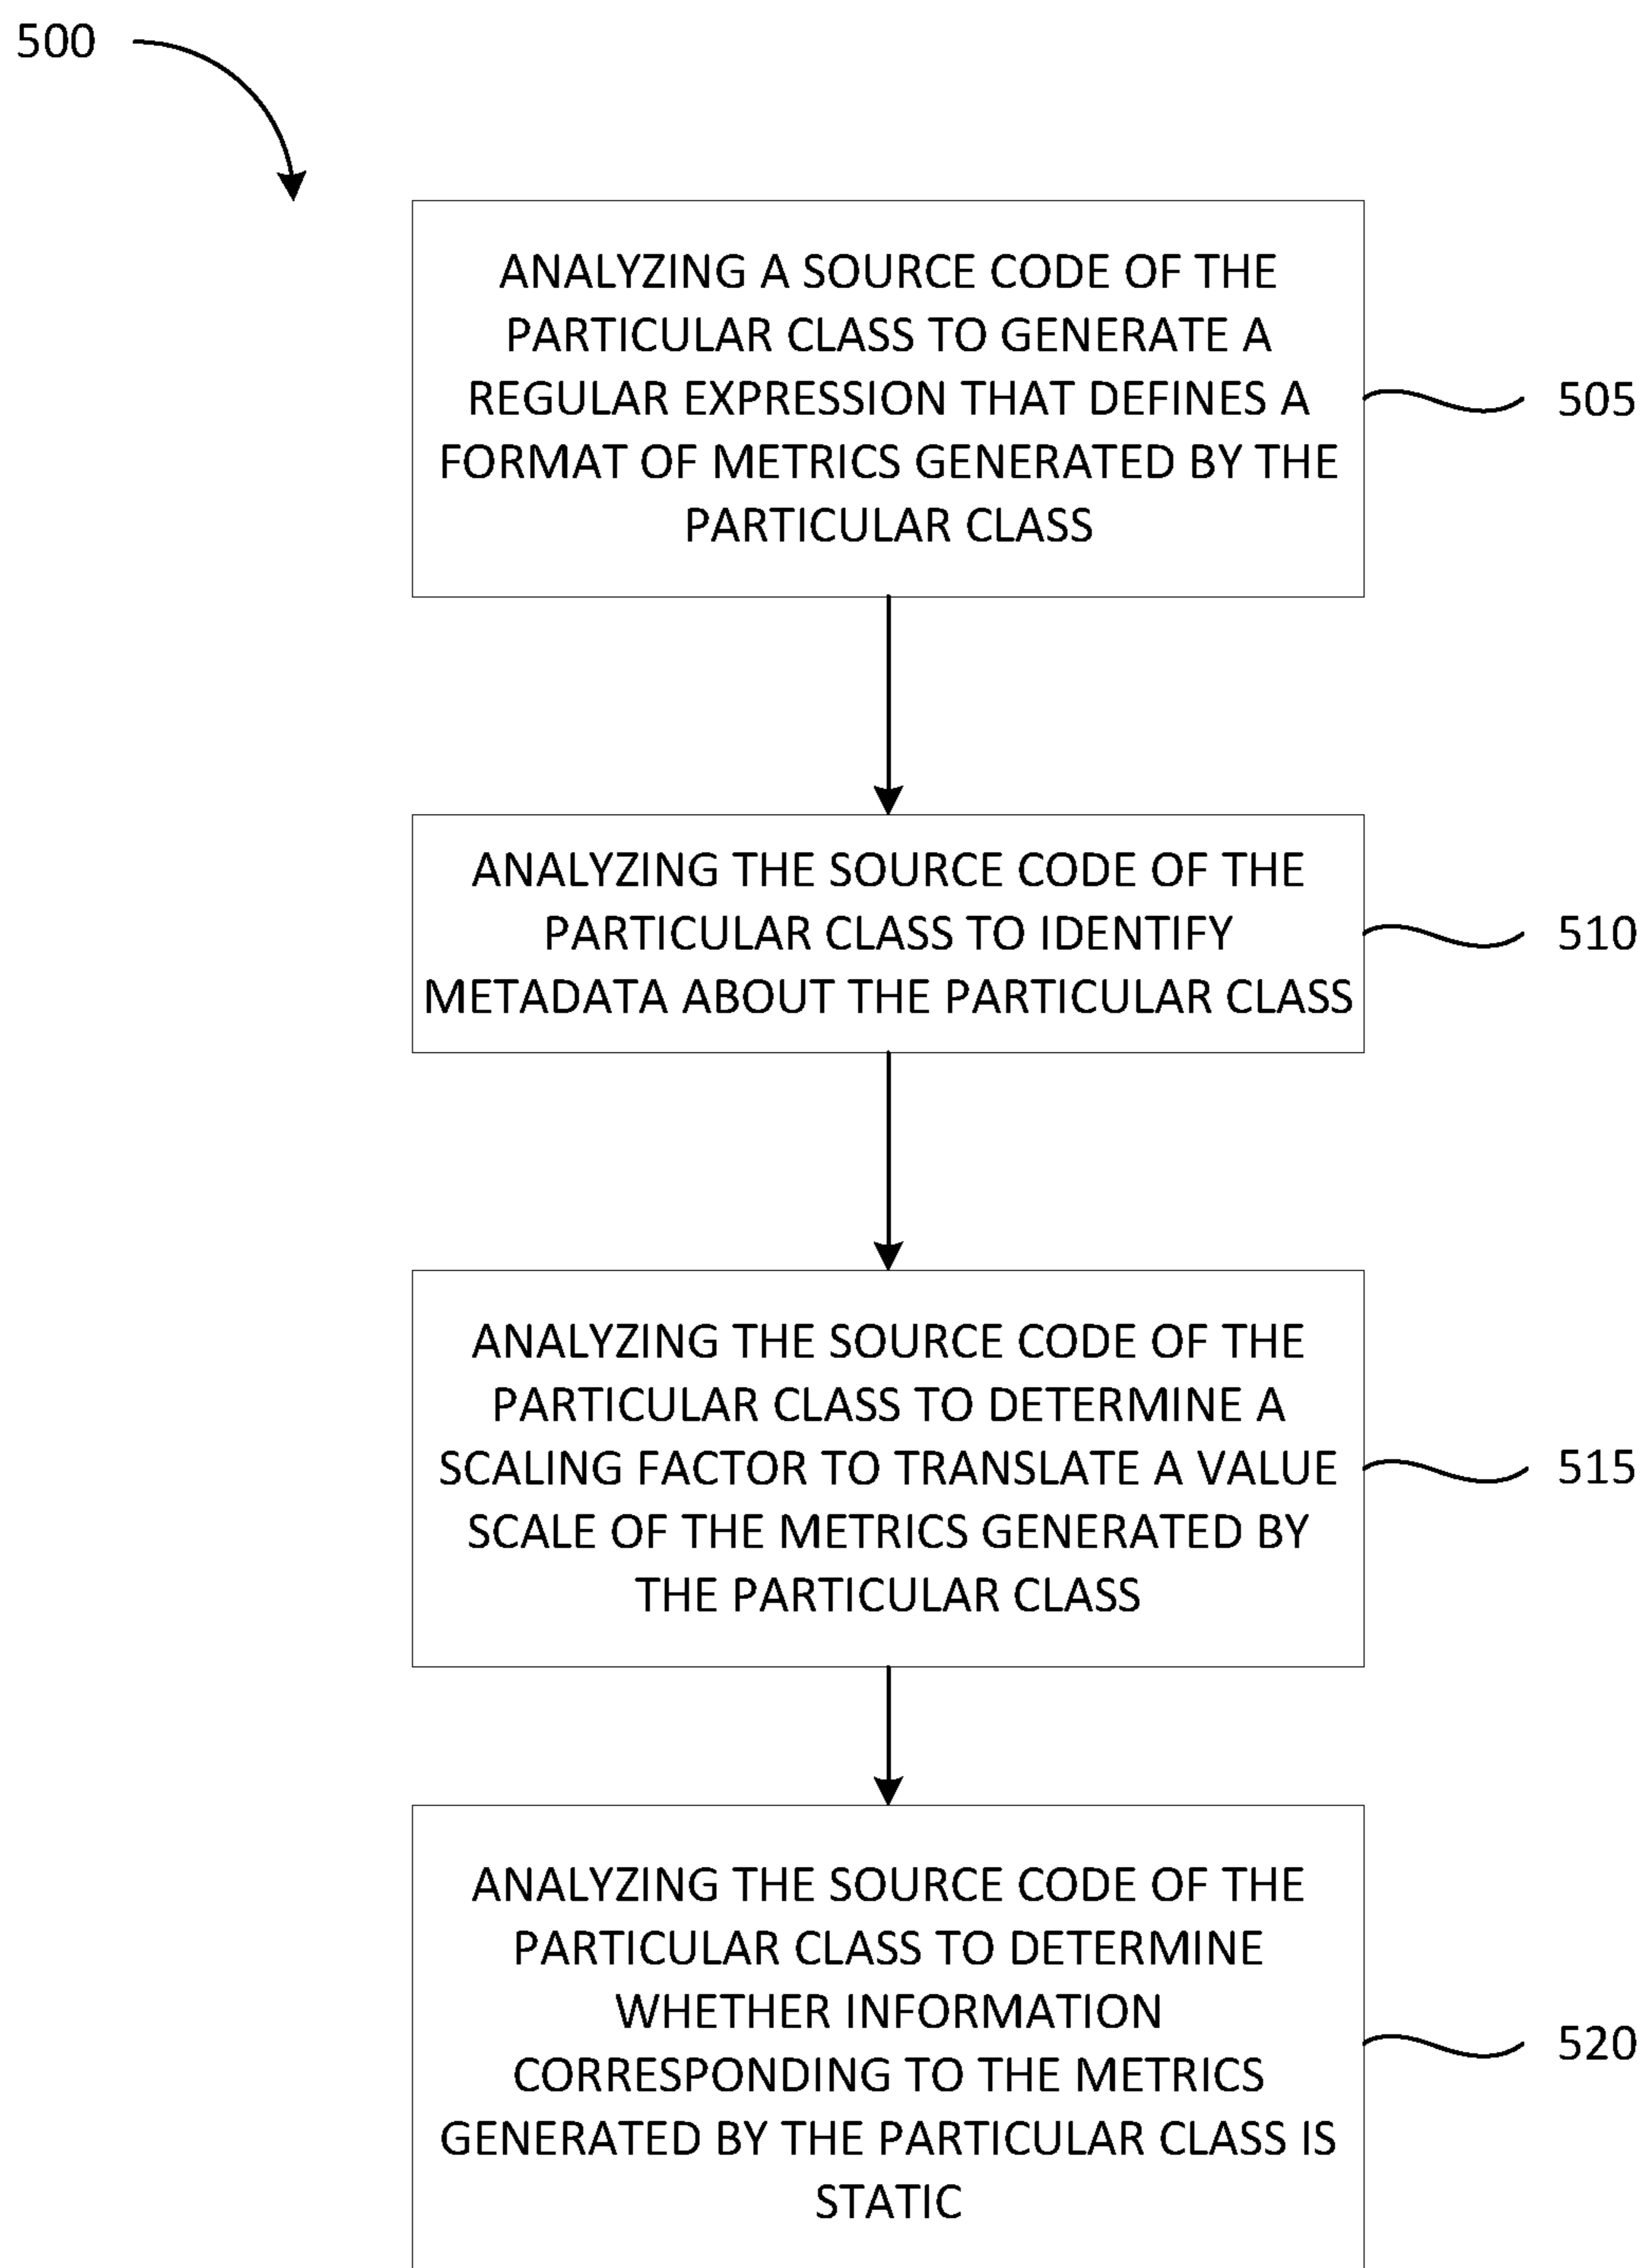 500
ANALYZING A SOURCE CODE OF THE
PARTICULAR CLASS TO GENERATE A
REGULAR EXPRESSION THAT DEFINES A
FORMAT OF METRICS GENERATED BY THE
PARTICULAR CLASS
505
ANALYZING THE SOURCE CODE OF THE
PARTICULAR CLASS TO IDENTIFY
METADATA ABOUT THE PARTICULAR CLASS
510
ANALYZING THE SOURCE CODE OF THE
PARTICULAR CLASS TO DETERMINE A
SCALING FACTOR TO TRANSLATE A VALUE
SCALE OF THE METRICS GENERATED BY
THE PARTICULAR CLASS
515
ANALYZING THE SOURCE CODE OF THE
PARTICULAR CLASS TO DETERMINE
WHETHER INFORMATION
CORRESPONDING TO THE METRICS
GENERATED BY THE PARTICULAR CLASS IS
STATIC
520